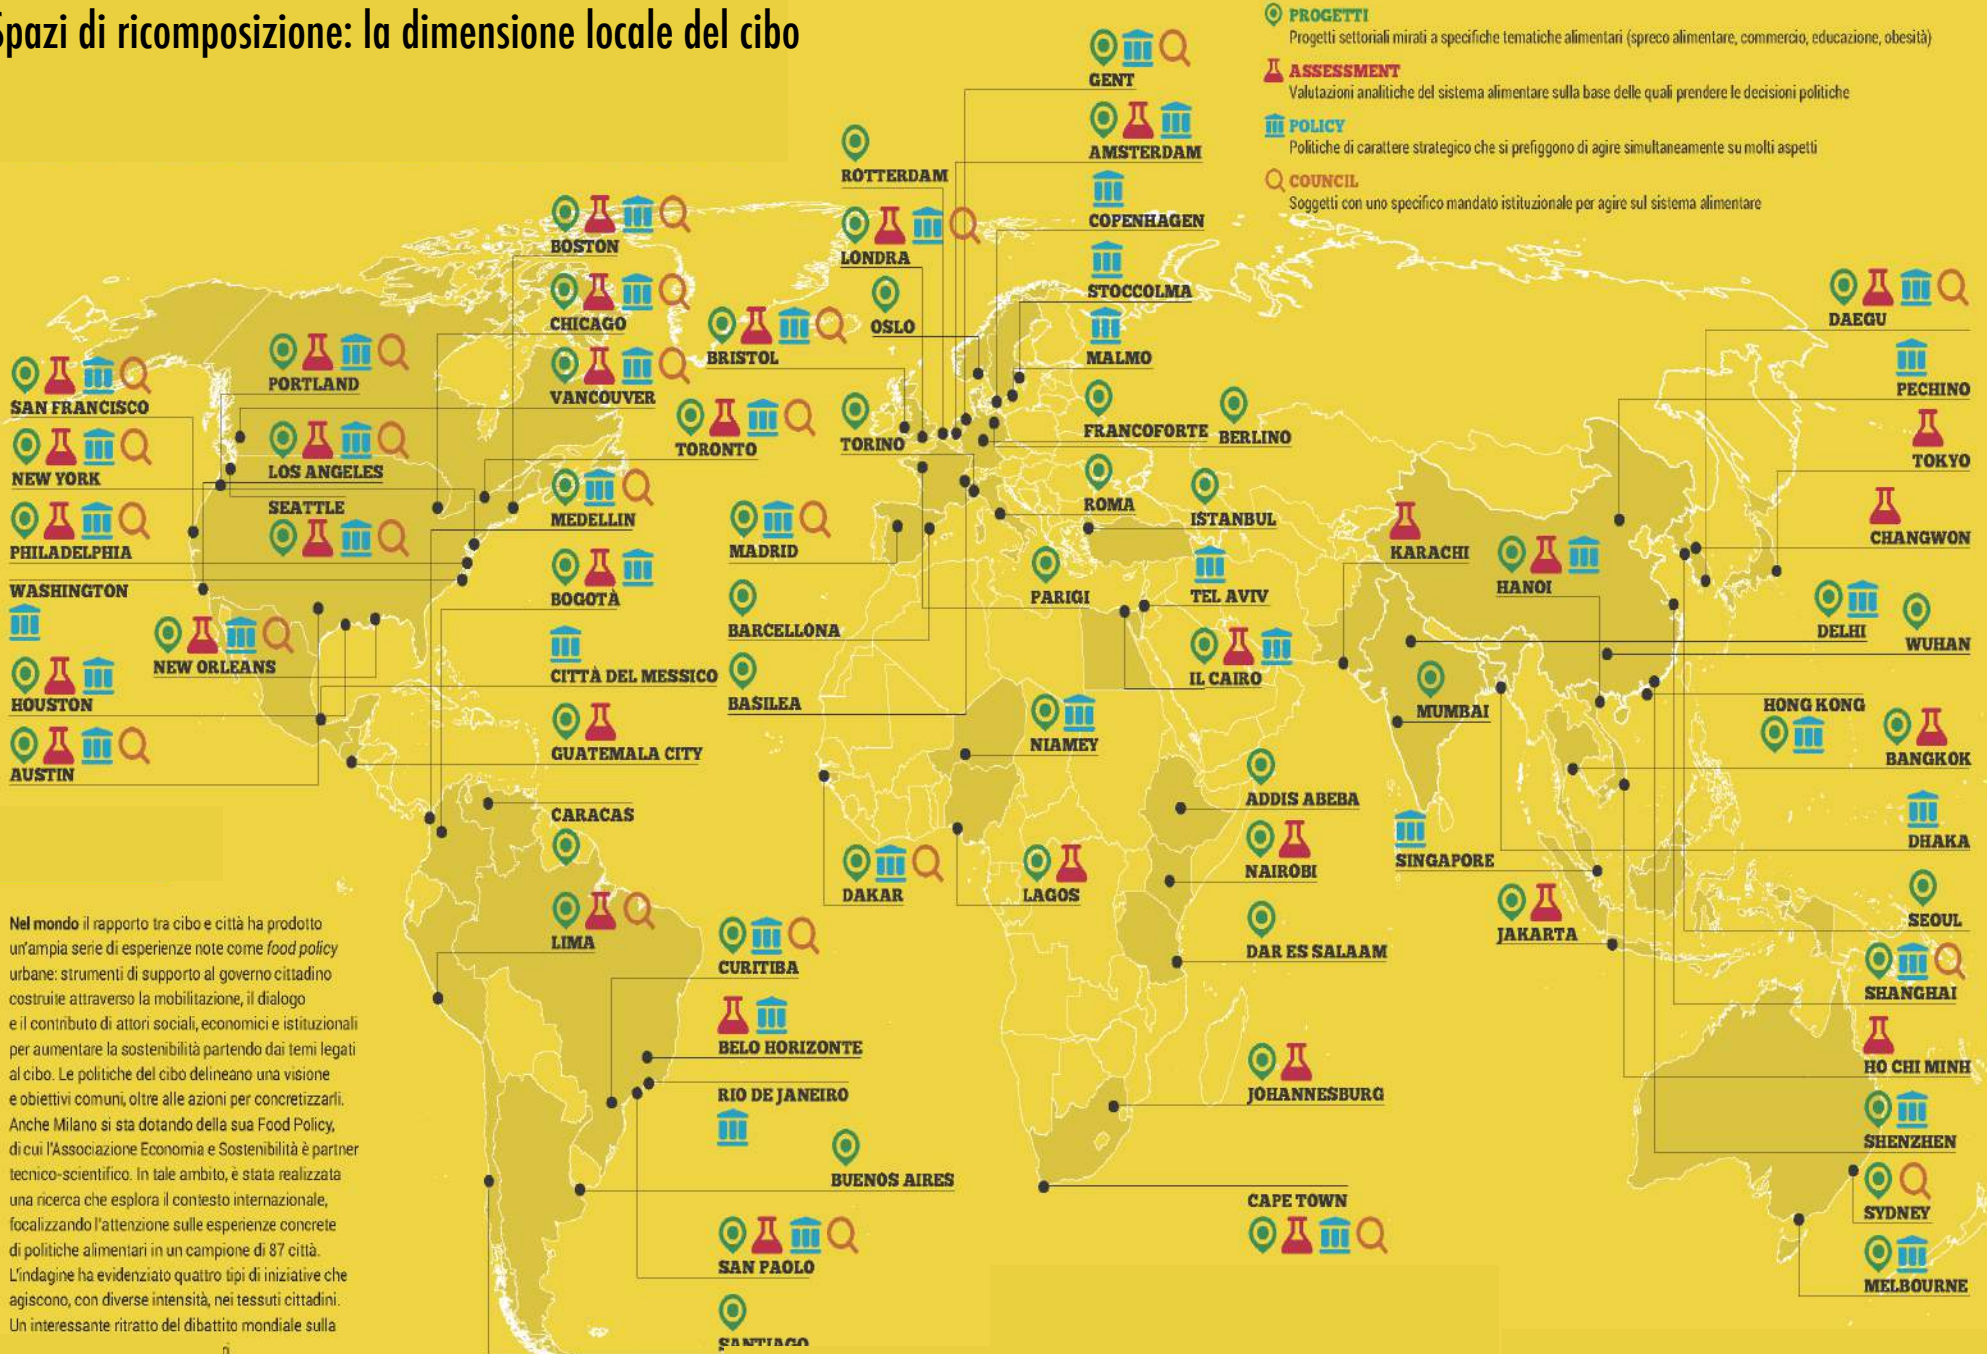 Spazi di ricomposizione: la dimensione locale del cibo
PROGETTI
Progetti settoriali mirati a specifiche tematiche alimentari (spreco alimentare, commercio, educazione, obesità)
ASSESSMENT
Valutazioni analitiche del sistema alimentare sulla base delle quali prendere le decisioni politiche
POLICY
Politiche di carattere strategico che si prefiggono di agire simultaneamente su molti aspetti
COUNCIL
Soggetti con uno specifico mandato istituzionale per agire sul sistema alimentare
SAN FRANCISCO
NEW YORK
PHILADELPHIA
WASHINGTON
HOUSTON
AUSTIN
NEW ORLEANS
PORTLAND
LOS ANGELES
SEATTLE
BOSTON
CHICAGO
VANCOUVER
TORONTO
MEDELLIN
BOGOTÀ
CITTÀ DEL MESSICO
GUATEMALA CITY
CARACAS
LIMA
CURITIBA
BELO HORIZONTE
RIO DE JANEIRO
BUENOS AIRES
SAN PAOLO
SANTIAGO
ROTTERDAM
LONDRA
OSLO
BRISTOL
TORINO
MADRID
BARCELLONA
BASILEA
GENT
AMSTERDAM
COPENHAGEN
STOCCOLMA
MALMO
FRANCOFORTE
BERLINO
ROMA
ISTANBUL
PARIGI
TEL AVIV
IL CAIRO
NIAMEY
DAKAR
LAGOS
ADDIS ABEBA
NAIROBI
DAR ES SALAAM
JOHANNESBURG
CAPE TOWN
KARACHI
HANOI
MUMBAI
SINGAPORE
JAKARTA
DAEGU
PECHINO
TOKYO
CHANGWON
DELHI
WUHAN
HONG KONG
BANGKOK
DHAKA
SEOUL
SHANGHAI
HO CHI MINH
SHENZHEN
SYDNEY
MELBOURNE
Nel mondo il rapporto tra cibo e città ha prodotto
un'ampia serie di esperienze note come food policy
urbane: strumenti di supporto al governo cittadino
costruite attraverso la mobilitazione, il dialogo
e il contributo di attori sociali, economici e istituzionali
per aumentare la sostenibilità partendo dai temi legati
al cibo. Le politiche del cibo delineano una visione
e obiettivi comuni, oltre alle azioni per concretizzarli.
Anche Milano si sta dotando della sua Food Policy,
di cui l'Associazione Economia e Sostenibilità è partner
tecnico-scientifico. In tale ambito, è stata realizzata
una ricerca che esplora il contesto internazionale,
focalizzando l'attenzione sulle esperienze concrete
di politiche alimentari in un campione di 87 città.
L'indagine ha evidenziato quattro tipi di iniziative che
agiscono, con diverse intensità, nei tessuti cittadini.
Un interessante ritratto del dibattito mondiale sulla